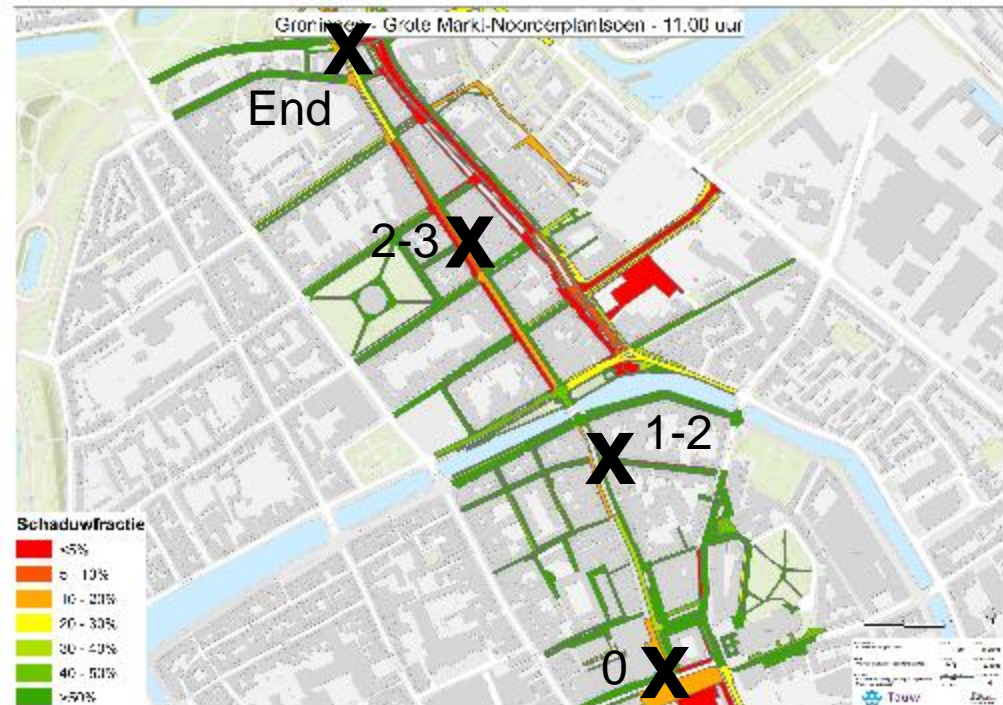 Groningen - Grote Markt-Noorderplantsoen - 11.00 uur
X
End
2-3 X
X 1-2
0 X
Schaduwfractie
<5%
5 - 10%
10 - 20%
20 - 30%
30 - 40%
40 - 50%
>50%
Tauw